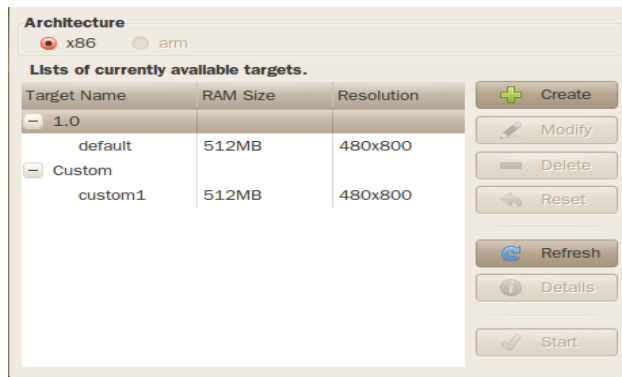 Architecture
x86 arm
Lists of currently available targets.
Target Name RAM Size Resolution
1.0
default 512MB 480x800
Custom
custom1 512MB 480x800
Create
Modify
Delete
Reset
Refresh
Details
Start